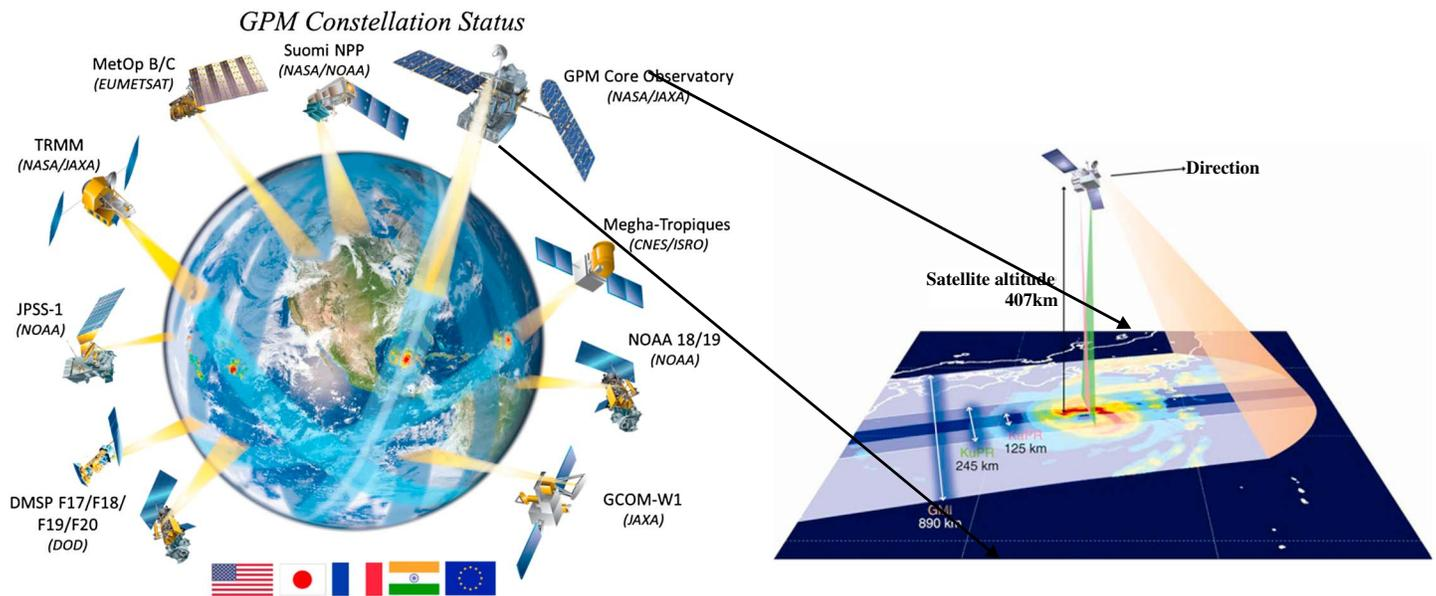 GPM Constellation Status
MetOp B/C
(EUMETSAT)
Suomi NPP
(NASA/NOAA)
GPM Core Observatory
(NASA/JAXA)
TRMM
(NASA/JAXA)
Megha-Tropiques
(CNES/ISRO)
JPSS-1
(NOAA)
NOAA 18/19
(NOAA)
DMSP F17/F18/
F19/F20
(DOD)
GCOM-W1
(JAXA)
Direction
Satellite altitude
407km
KaPR
125 km
KuPR
245 km
GMI
890 km